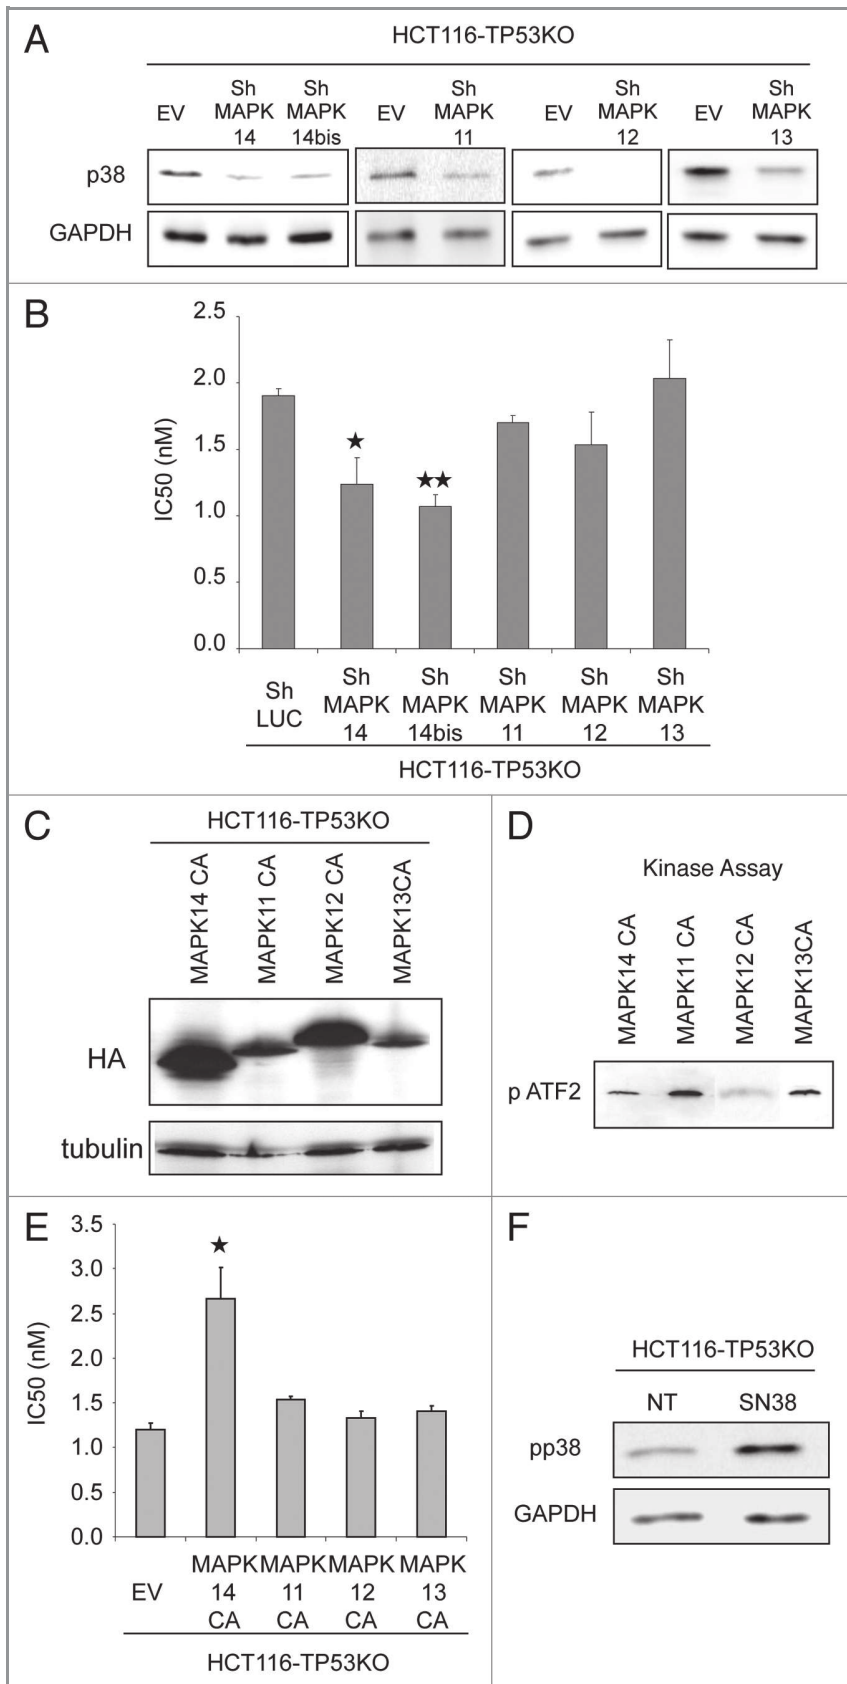 A
HCT116-TP53KO
EV
Sh
MAPK
14
Sh
MAPK
14bis
EV
Sh
MAPK
11
EV
Sh
MAPK
12
EV
Sh
MAPK
13
p38
GAPDH
B
2.5
2.0
1.5
1.0
0.5
0.0
IC50 (nM)
★
★★
Sh
LUC
Sh
MAPK
14
Sh
MAPK
14bis
Sh
MAPK
11
Sh
MAPK
12
Sh
MAPK
13
HCT116-TP53KO
C
HCT116-TP53KO
MAPK14 CA
MAPK11 CA
MAPK12 CA
MAPK13CA
HA
tubulin
D
Kinase Assay
MAPK14 CA
MAPK11 CA
MAPK12 CA
MAPK13CA
p ATF2
E
3.5
3.0
2.5
2.0
1.5
1.0
0.5
0.0
IC50 (nM)
★
EV
MAPK
14
CA
MAPK
11
CA
MAPK
12
CA
MAPK
13
CA
HCT116-TP53KO
F
HCT116-TP53KO
NT SN38
pp38
GAPDH